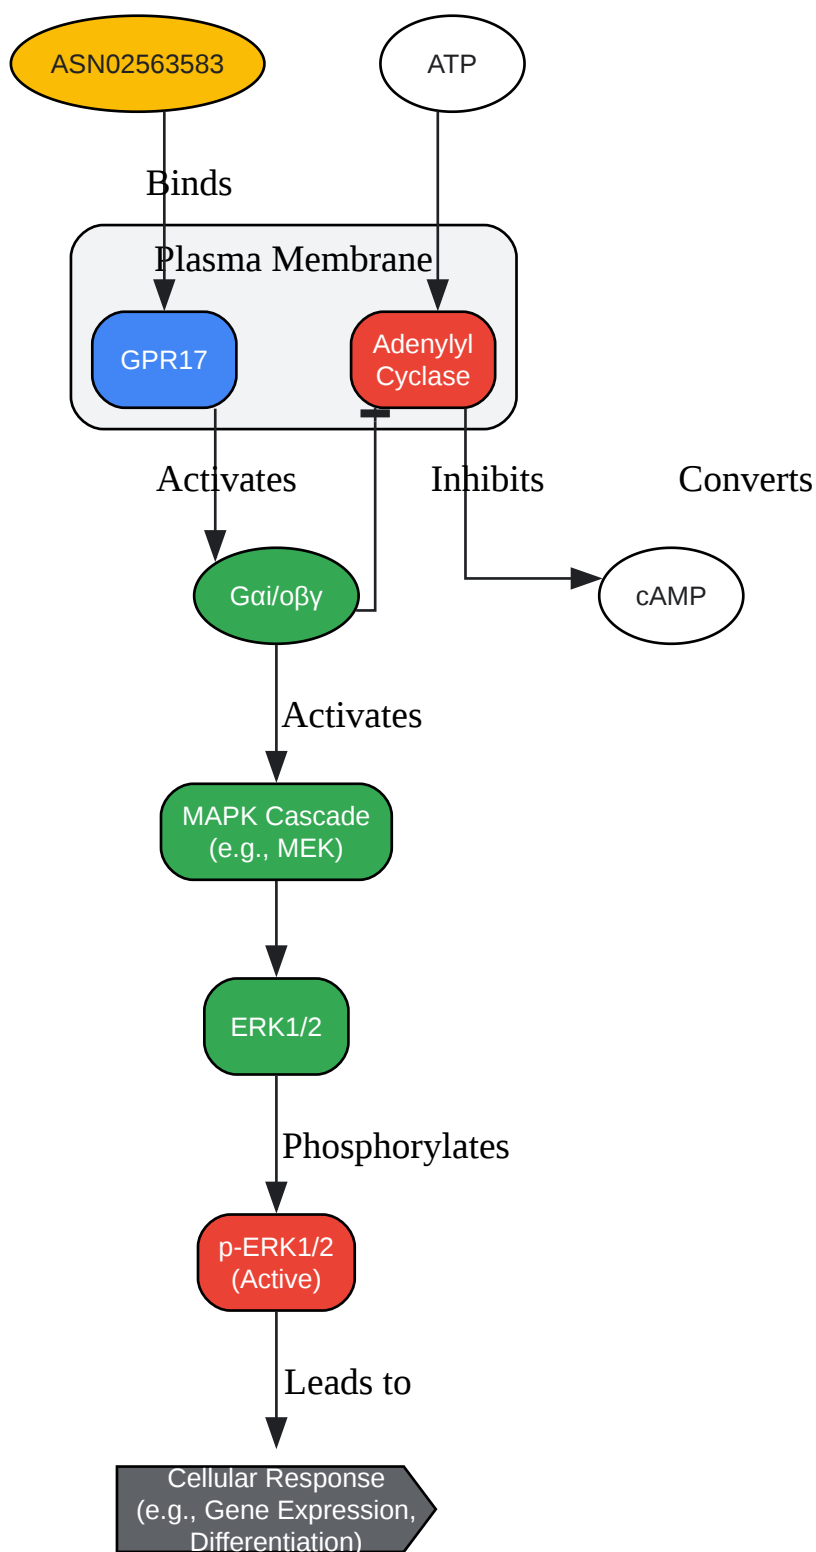 ASN02563583
ATP
Binds
Plasma Membrane
GPR17
Adenylyl
Cyclase
Activates
Inhibits
Converts
Gαi/oβγ
cAMP
Activates
MAPK Cascade
(e.g., MEK)
ERK1/2
Phosphorylates
p-ERK1/2
(Active)
Leads to
Cellular Response
(e.g., Gene Expression,
Differentiation)